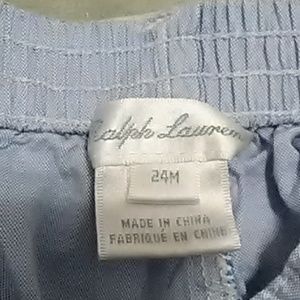 Ralph Lauren
24M
MADE IN CHINA
FABRIQUÉ EN CHINE